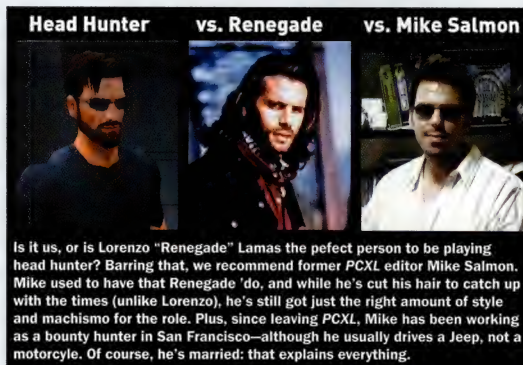 Head Hunter vs. Renegade vs. Mike Salmon
Is it us, or is Lorenzo "Renegade" Lamas the pefect person to be playing
head hunter? Barring that, we recommend former PCXL editor Mike Salmon.
Mike used to have that Renegade 'do, and while he's cut his hair to catch up
with the times (unlike Lorenzo), he's still got just the right amount of style
and machismo for the role. Plus, since leaving PCXL, Mike has been working
as a bounty hunter in San Francisco—although he usually drives a Jeep, not a
motorcyle. Of course, he's married: that explains everything.